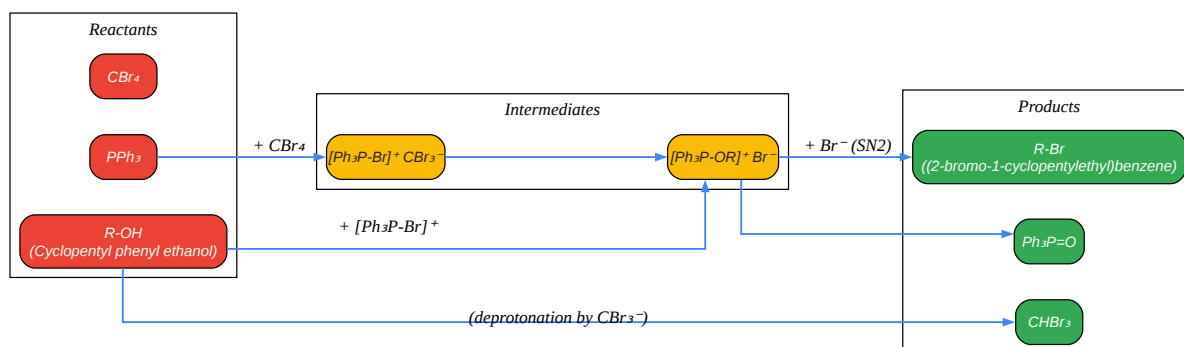 Reactants
CBr₄
PPh₃
R-OH
(Cyclopentyl phenyl ethanol)
+ CBr₄
Intermediates
[Ph₃P-Br]⁺ CBr₃⁻
[Ph₃P-OR]⁺ Br⁻
+ [Ph₃P-Br]⁺
+ Br⁻ (SN2)
(deprotonation by CBr₃⁻)
Products
R-Br
((2-bromo-1-cyclopentylethyl)benzene)
Ph₃P=O
CHBr₃